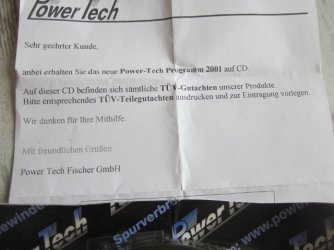 Power Tech
Sehr geehrter Kunde,
anbei erhalten Sie das neue Power-Tech Programm 2001 auf CD.
Auf dieser CD befinden sich sämtliche TÜV-Gutachten unserer Produkte.
Bitte entsprechendes TÜV-Teilegutachten ausdrucken und zur Eintragung vorlegen.
Wir danken für Ihre Mithilfe.
Mit freundlichen Grüßen
Power Tech Fischer GmbH
Power Tech
Spurverbre